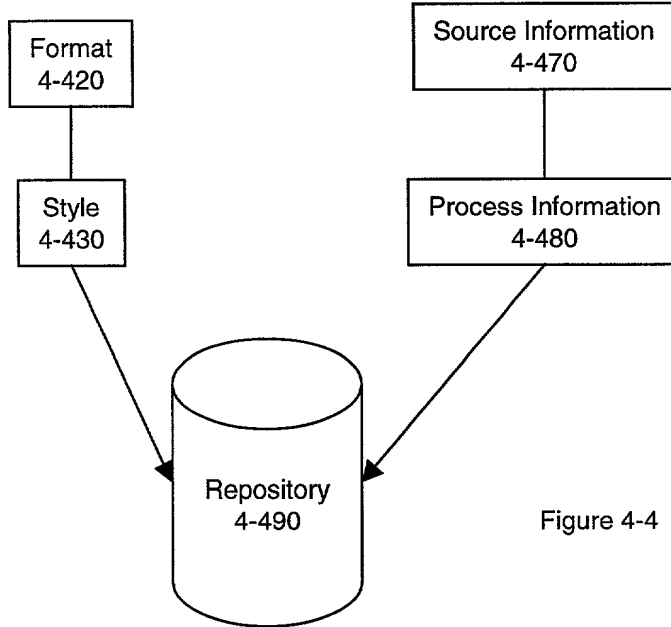 Format
4-420
Source Information
4-470
Style
4-430
Process Information
4-480
Repository
4-490
Figure 4-4